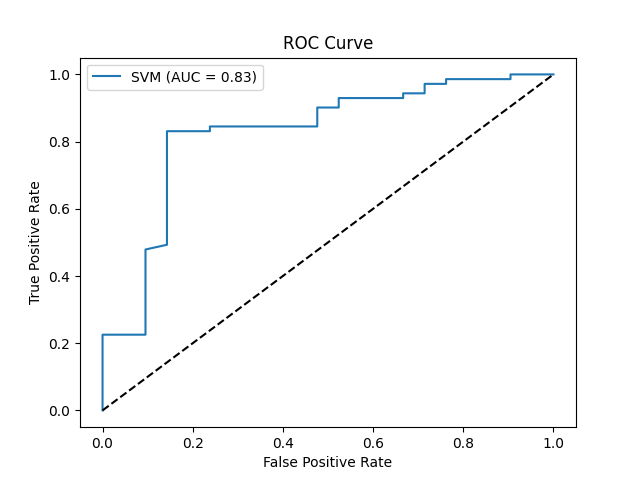 ROC Curve
SVM (AUC = 0.83)
True Positive Rate
1.0
0.8
0.6
0.4
0.2
0.0
0.0 0.2 0.4 0.6 0.8 1.0
False Positive Rate